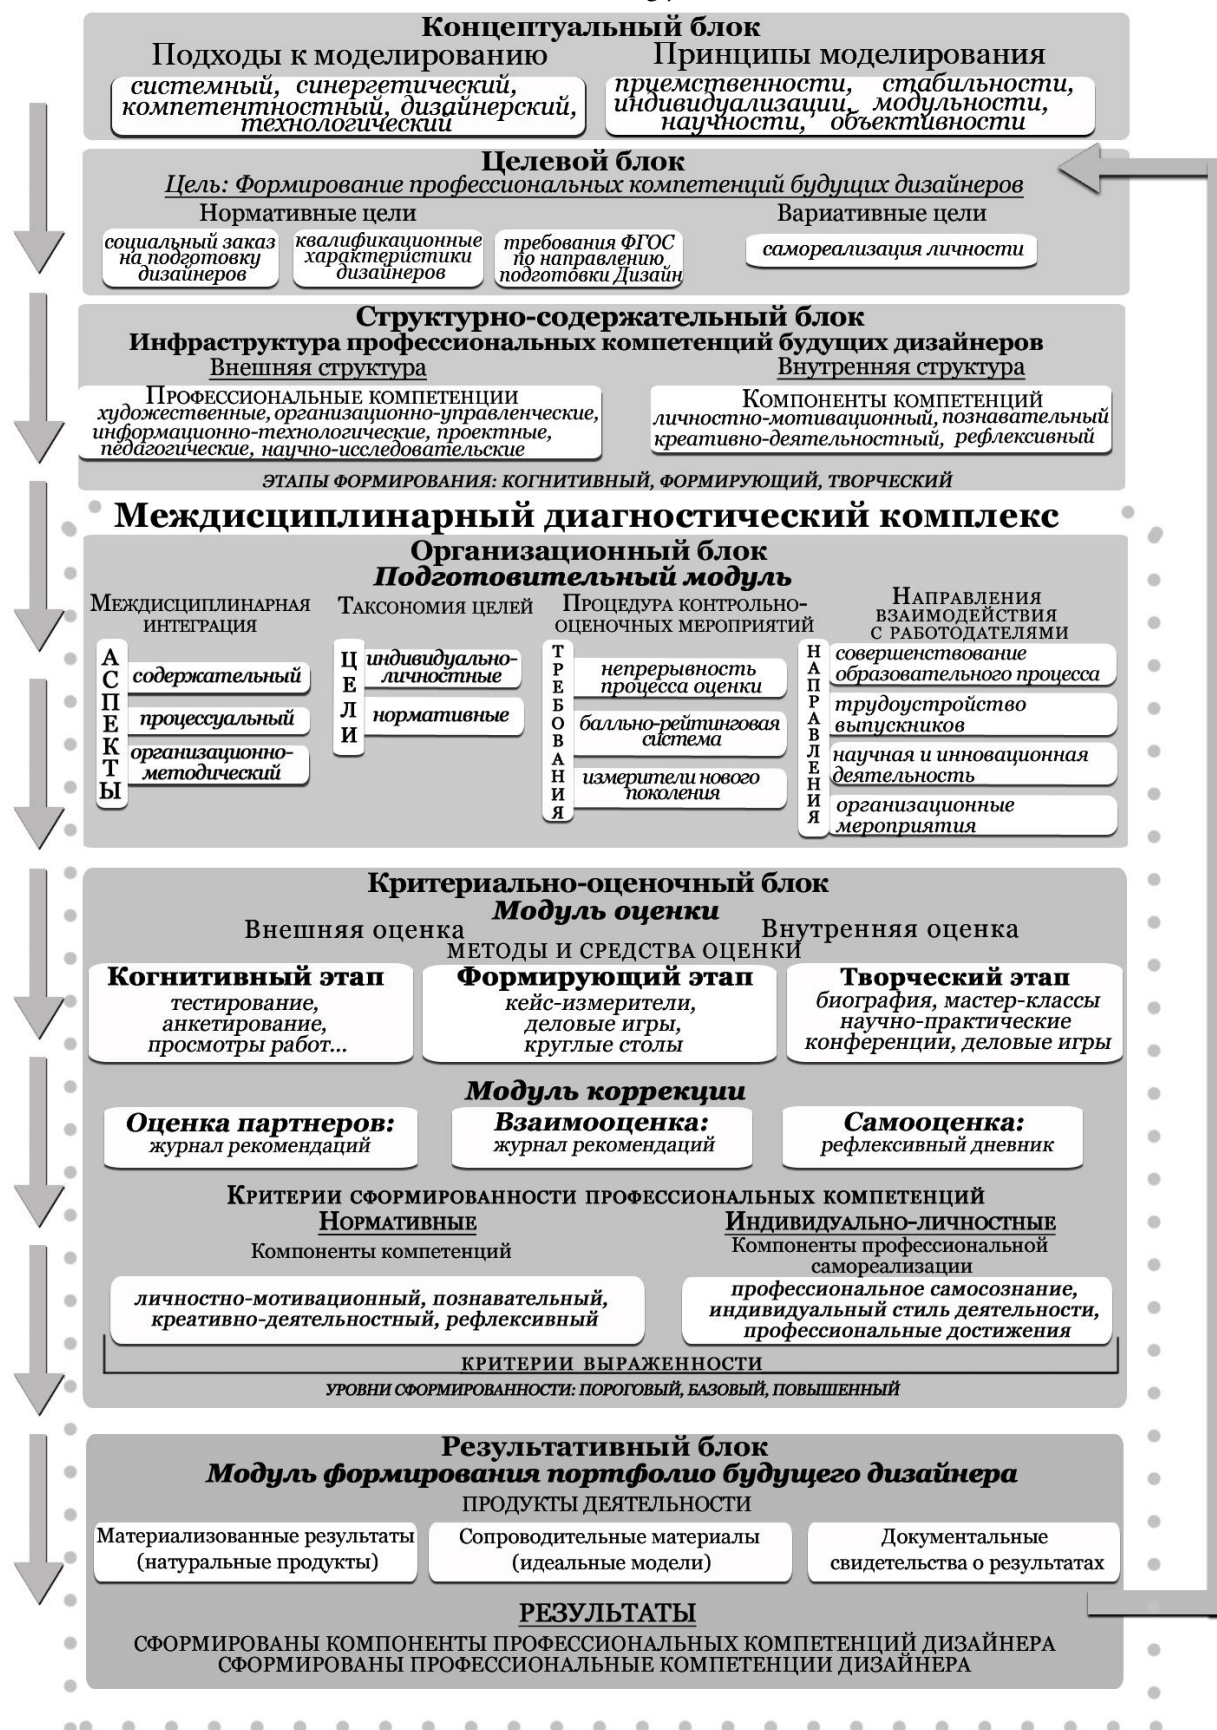 Концептуальный блок
Подходы к моделированию
Принципы моделирования
системный, синергетический,
компетентностный, дизайнерский,
технологический
приемственности, стабильности,
индивидуализации, модульности,
научности, объективности
Целевой блок
Цель: Формирование профессиональных компетенций будущих дизайнеров
Нормативные цели
Вариативные цели
социальный заказ
на подготовку
дизайнеров
квалификационные
характеристики
дизайнеров
требования ФГОС
по направлению
подготовки Дизайн
самореализация личности
Структурно-содержательный блок
Инфраструктура профессиональных компетенций будущих дизайнеров
Внешняя структура
Внутренняя структура
Профессиональные компетенции
художественные, организационно-управленческие,
информационно-технологические, проектные,
педагогические, научно-исследовательские
Компоненты компетенций
личностно-мотивационный, познавательный
креативно-деятельностный, рефлексивный
ЭТАПЫ ФОРМИРОВАНИЯ: КОГНИТИВНЫЙ, ФОРМИРУЮЩИЙ, ТВОРЧЕСКИЙ
Междисциплинарный диагностический комплекс
Организационный блок
Подготовительный модуль
Междисциплинарная
интеграция
АСПЕКТЫ
содержательный
процессуальный
организационно-
методический
Таксономия целей
ЦЕЛИ
индивидуально-
личностные
нормативные
Процедура контрольно-
оценочных мероприятий
ТРЕБОВАНИЯ
непрерывность
процесса оценки
балльно-рейтинговая
система
измерители нового
поколения
Направления
взаимодействия
с работодателями
НАПРАВЛЕНИЯ
совершенствование
образовательного процесса
трудоустройство
выпускников
научная и инновационная
деятельность
организационные
мероприятия
Критериально-оценочный блок
Модуль оценки
Внешняя оценка
Внутренняя оценка
МЕТОДЫ И СРЕДСТВА ОЦЕНКИ
Когнитивный этап
тестирование,
анкетирование,
просмотры работ...
Формирующий этап
кейс-измерители,
деловые игры,
круглые столы
Творческий этап
биография, мастер-классы
научно-практические
конференции, деловые игры
Модуль коррекции
Оценка партнеров:
журнал рекомендаций
Взаимооценка:
журнал рекомендаций
Самооценка:
рефлексивный дневник
Критерии сформированности профессиональных компетенций
Нормативные
Компоненты компетенций
личностно-мотивационный, познавательный,
креативно-деятельностный, рефлексивный
Индивидуально-личностные
Компоненты профессиональной
самореализации
профессиональное самосознание,
индивидуальный стиль деятельности,
профессиональные достижения
КРИТЕРИИ ВЫРАЖЕННОСТИ
УРОВНИ СФОРМИРОВАННОСТИ: ПОРОГОВЫЙ, БАЗОВЫЙ, ПОВЫШЕННЫЙ
Результативный блок
Модуль формирования портфолио будущего дизайнера
ПРОДУКТЫ ДЕЯТЕЛЬНОСТИ
Материализованные результаты
(натуральные продукты)
Сопроводительные материалы
(идеальные модели)
Документальные
свидетельства о результатах
РЕЗУЛЬТАТЫ
СФОРМИРОВАНЫ КОМПОНЕНТЫ ПРОФЕССИОНАЛЬНЫХ КОМПЕТЕНЦИЙ ДИЗАЙНЕРА
СФОРМИРОВАНЫ ПРОФЕССИОНАЛЬНЫЕ КОМПЕТЕНЦИИ ДИЗАЙНЕРА